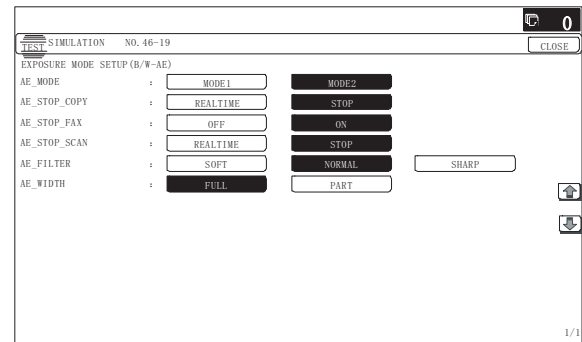 0
TEST SIMULATION NO. 46-19 CLOSE
EXPOSURE MODE SETUP(B/W-AE)
AE_MODE : MODE1 MODE2
AE_STOP_COPY : REALTIME STOP
AE_STOP_FAX : OFF ON
AE_STOP_SCAN : REALTIME STOP
AE_FILTER : SOFT NORMAL SHARP
AE_WIDTH : FULL PART
1/1